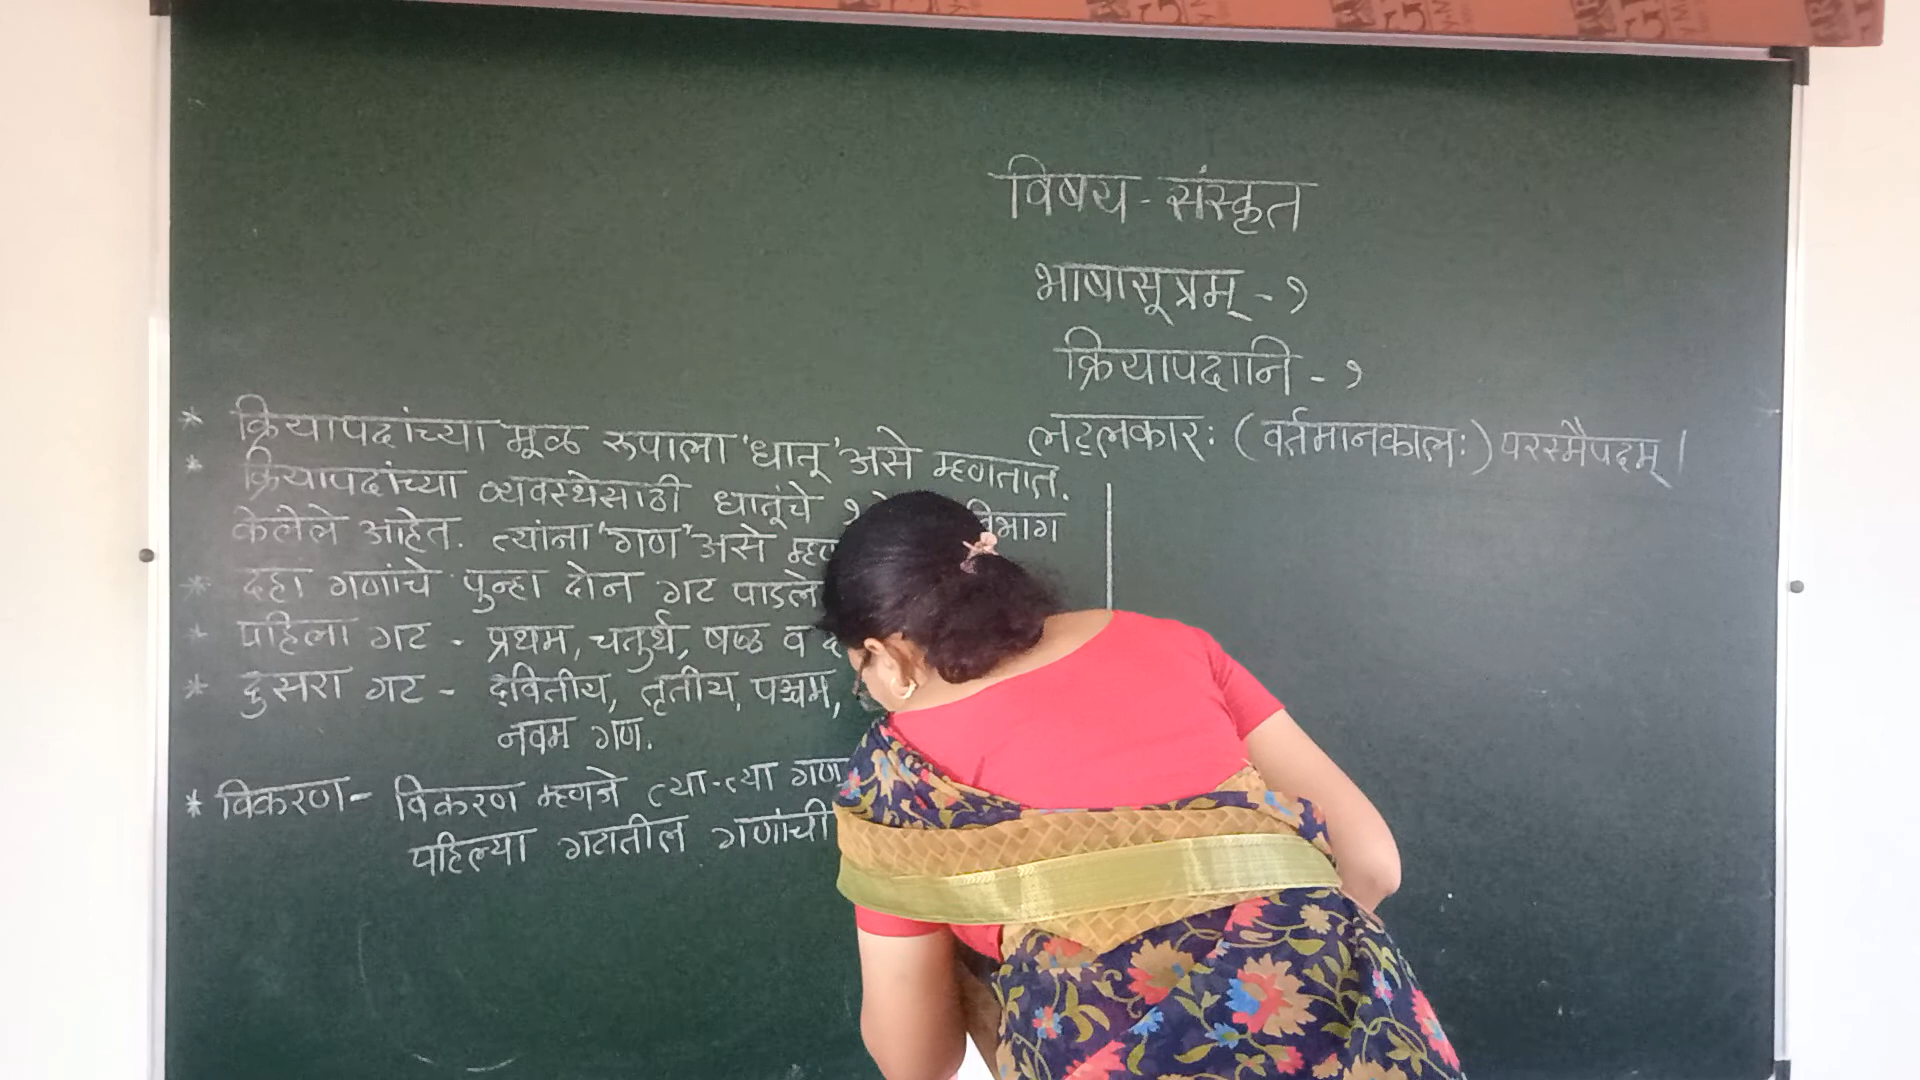 विषय - संस्कृत
भाषासूत्रम् - १
क्रियापदानि - १
लट्लकारः (वर्तमानकालः) परस्मैपदम् ।
* क्रियापदांच्या मूळ रूपाला 'धातू' असे म्हणतात.
* क्रियापदांच्या व्यवस्थेसाठी धातूंचे
केलेले आहेत. त्यांना 'गण' असे
* दहा गणांचे पुन्हा दोन गट पाडले
* पहिला गट - प्रथम, चतुर्थ, षष्ठ व
* दुसरा गट - द्वितीय, तृतीय, पञ्चम,
नवम गण.
* विकरण - विकरण म्हणजे त्या-त्या गण
पहिल्या गटातील गणांची